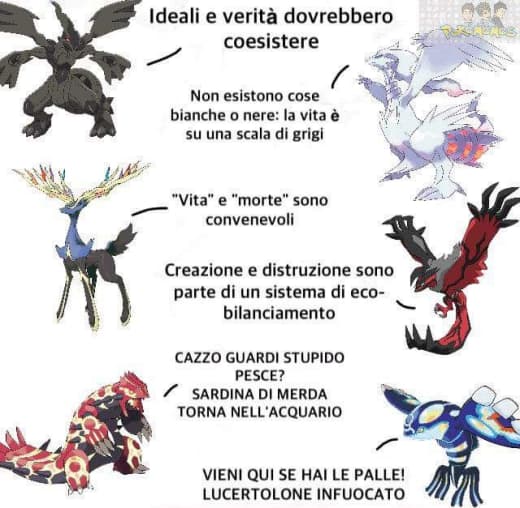 Ideali e verità dovrebbero
coesistere
POKéMEMES
Non esistono cose
bianche o nere: la vita è
su una scala di grigi
"Vita" e "morte" sono
convenevoli
Creazione e distruzione sono
parte di un sistema di eco-
bilanciamento
CAZZO GUARDI STUPIDO
PESCE?
SARDINA DI MERDA
TORNA NELL'ACQUARIO
VIENI QUI SE HAI LE PALLE!
LUCERTOLONE INFUOCATO